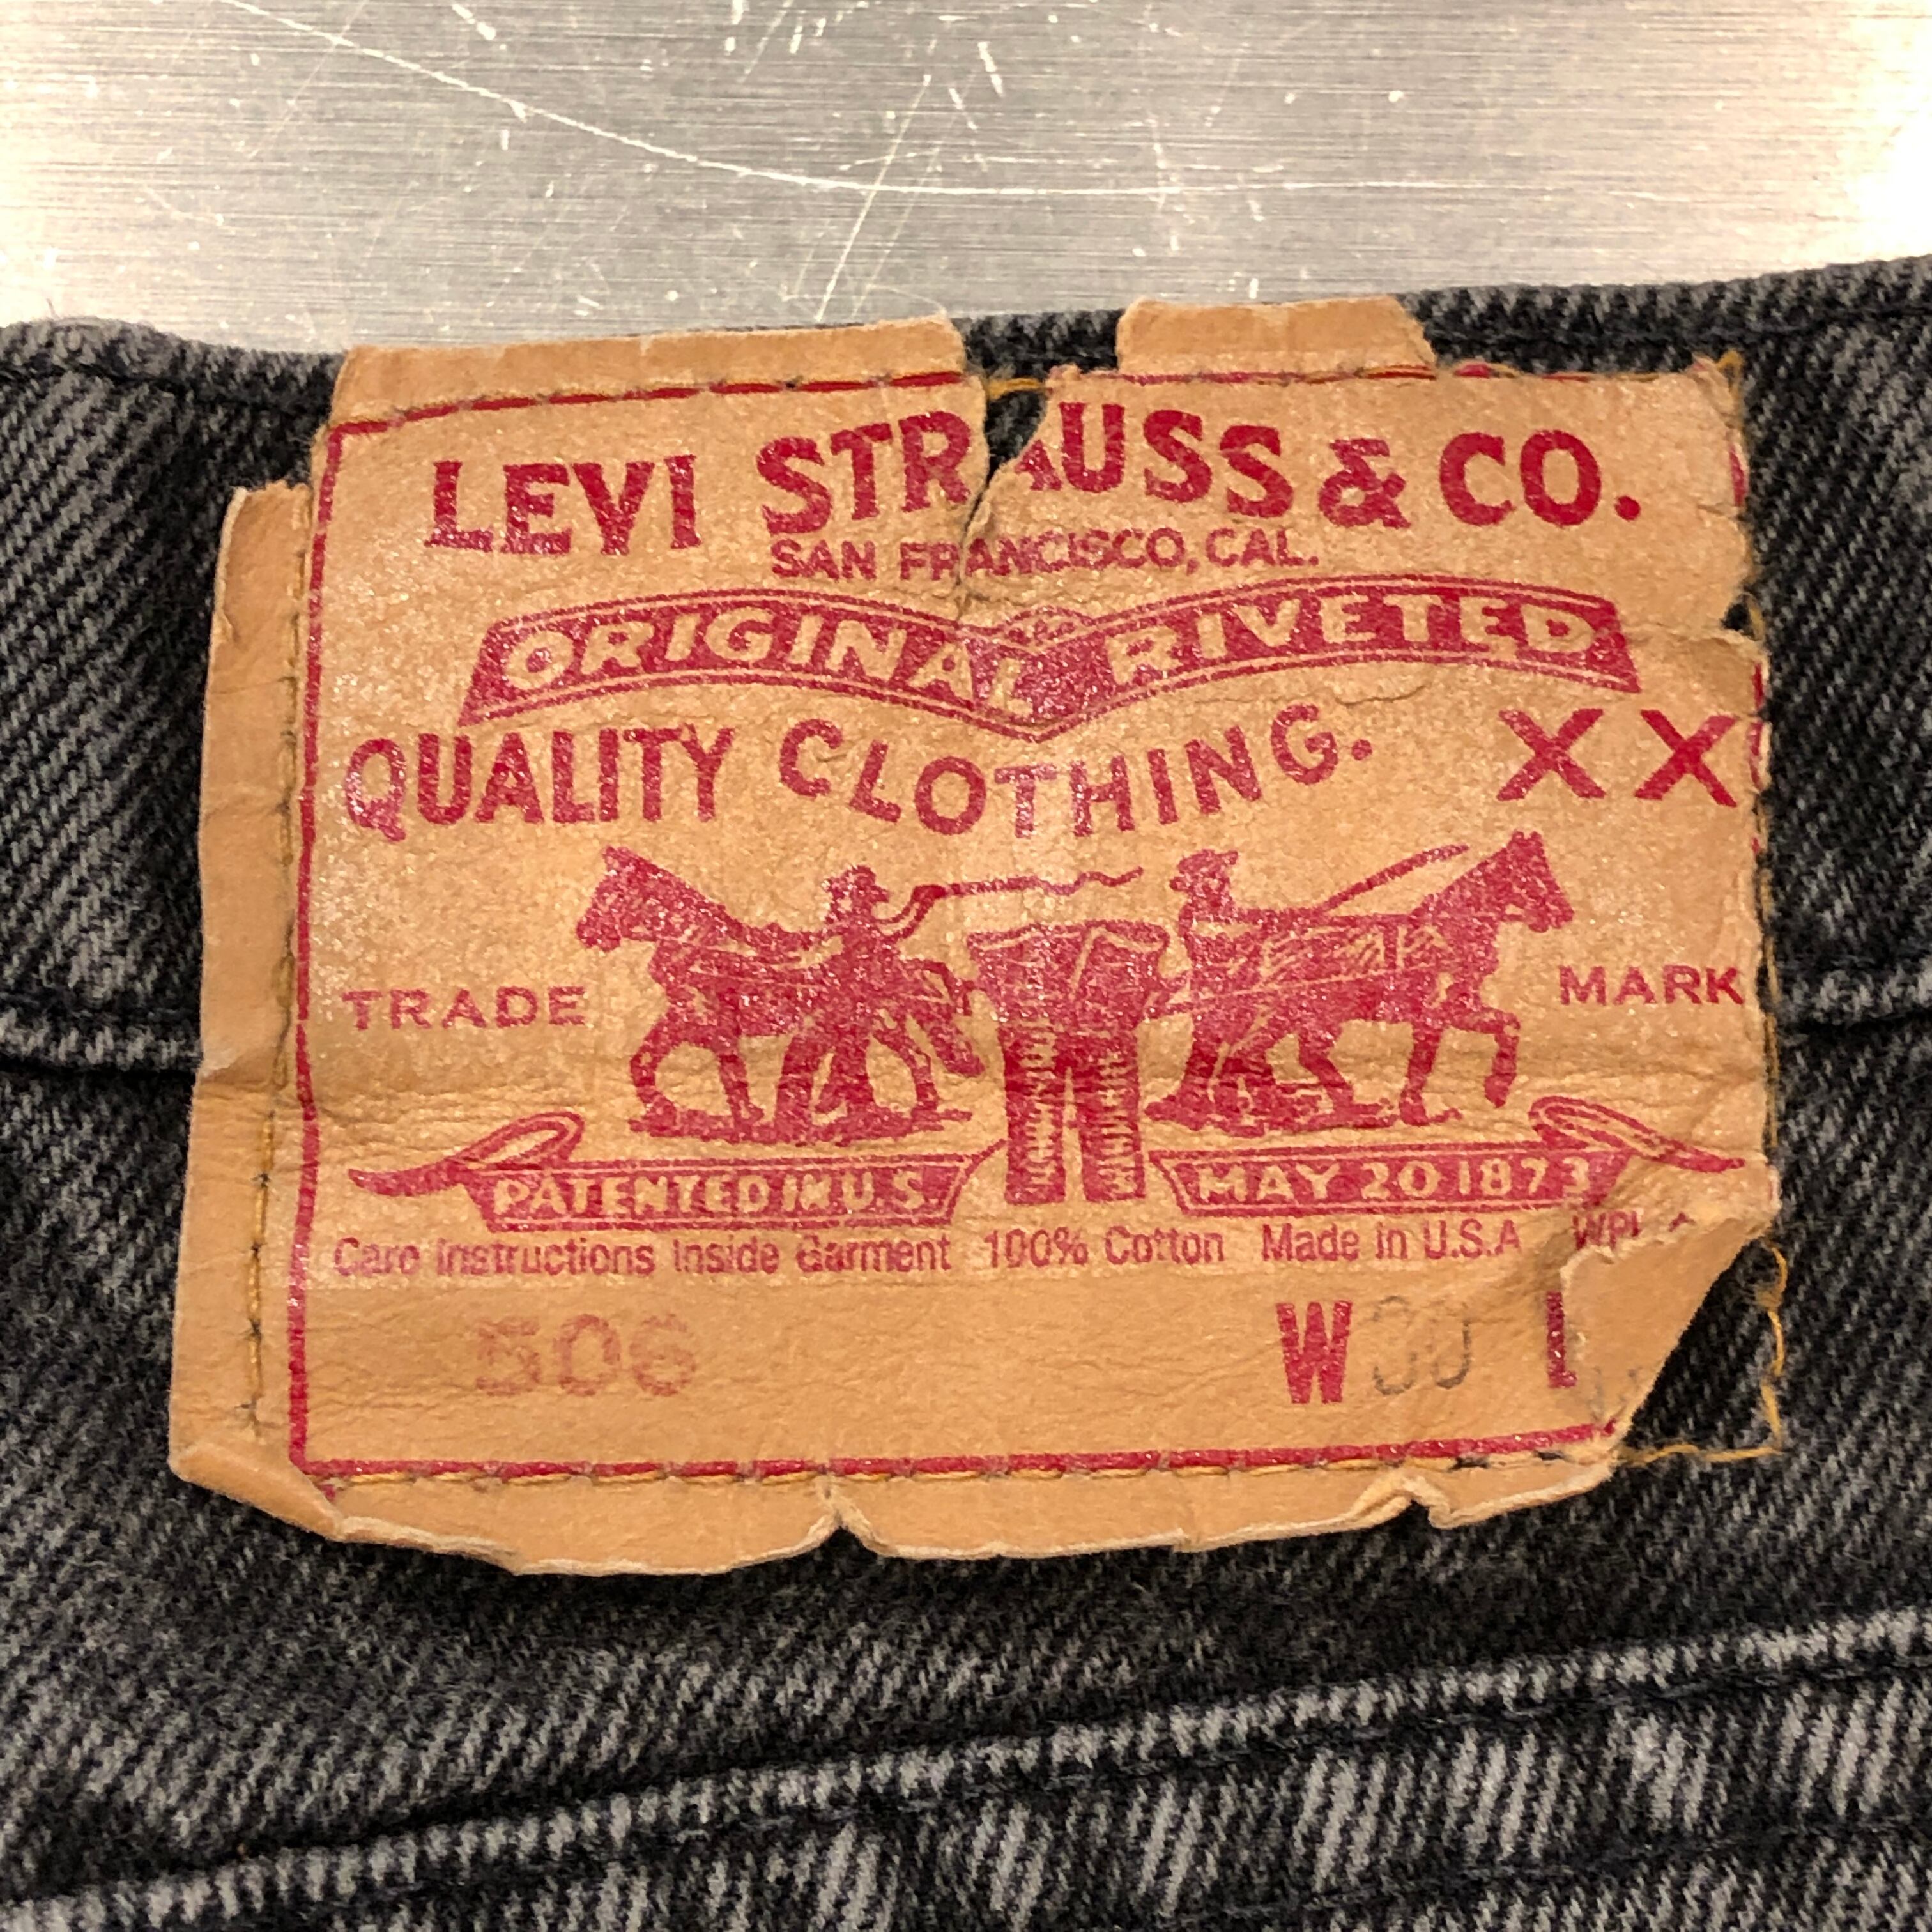 LEVI STRAUSS & CO.
SAN FRANCISCO, CAL.
ORIGINAL RIVETED
QUALITY CLOTHING. XX
TRADE MARK
PATENTED IN U.S. MAY 20 1873
Care Instructions Inside Garment 100% Cotton Made in U.S.A
506 W 30 L